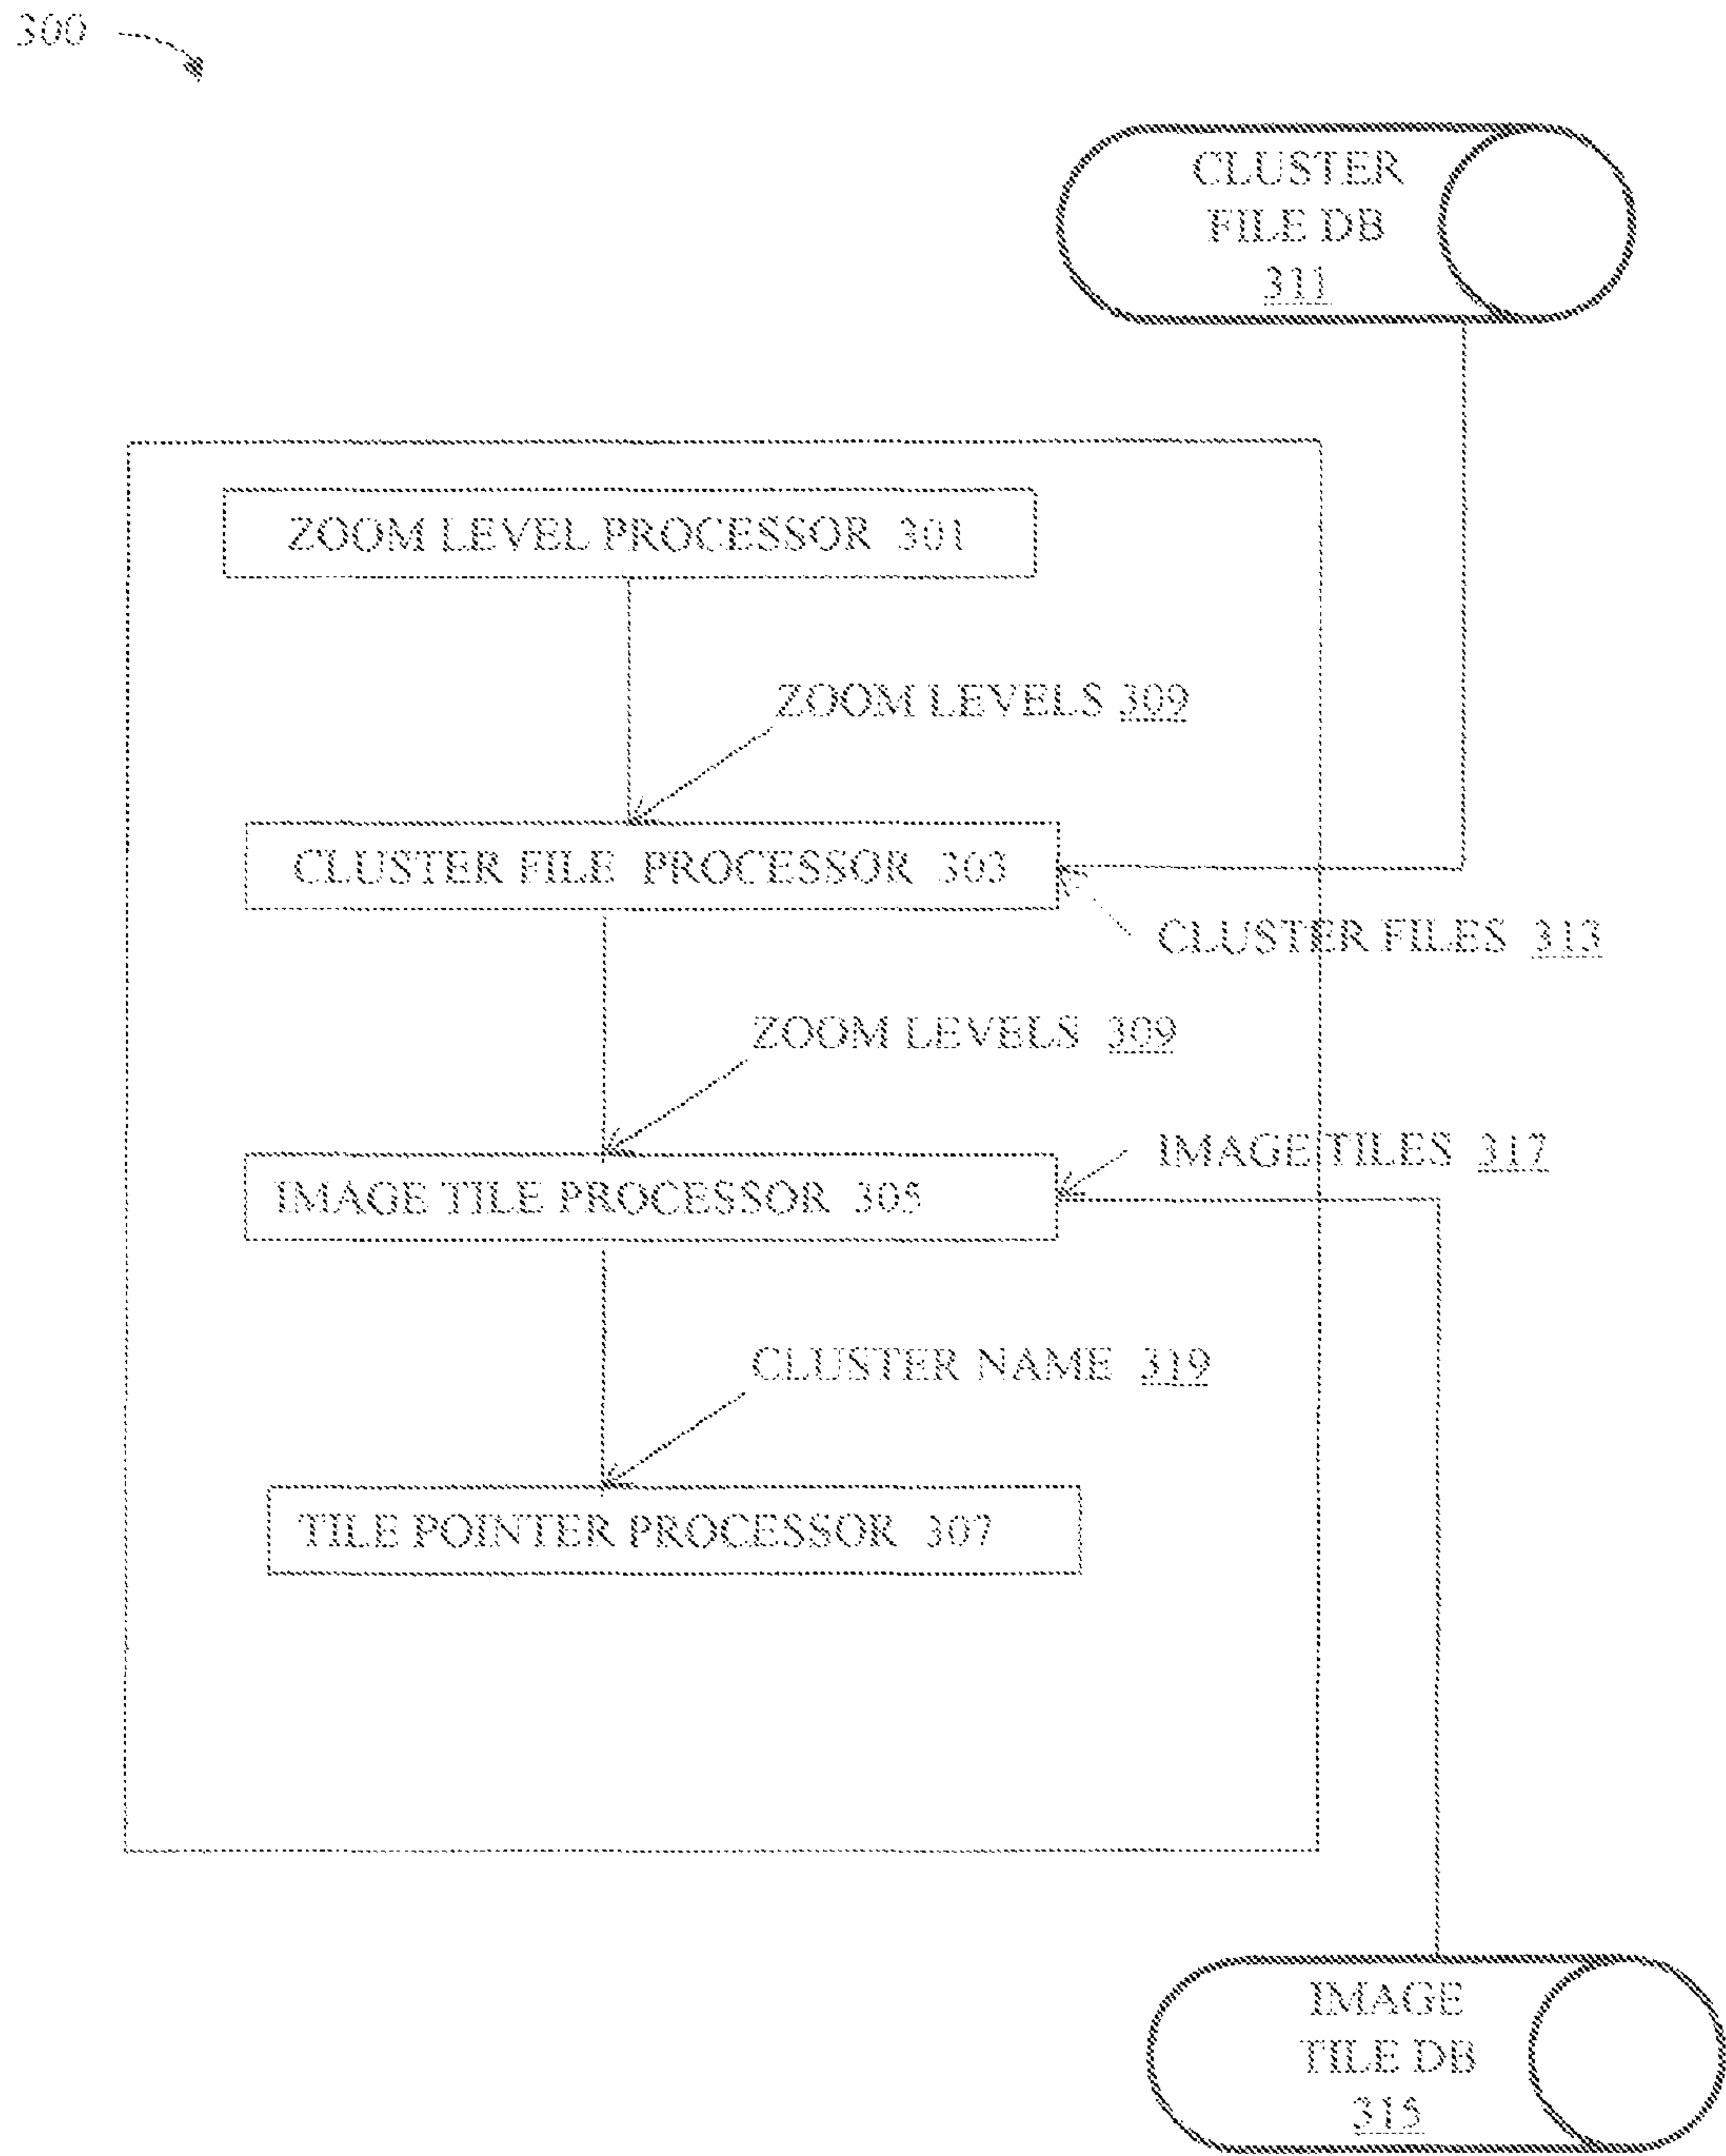 300
CLUSTER
FILE DB
311
ZOOM LEVEL PROCESSOR 301
ZOOM LEVELS 309
CLUSTER FILE PROCESSOR 303
CLUSTER FILES 313
ZOOM LEVELS 309
IMAGE TILES 317
IMAGE TILE PROCESSOR 305
CLUSTER NAME 319
TILE POINTER PROCESSOR 307
IMAGE
TILE DB
315